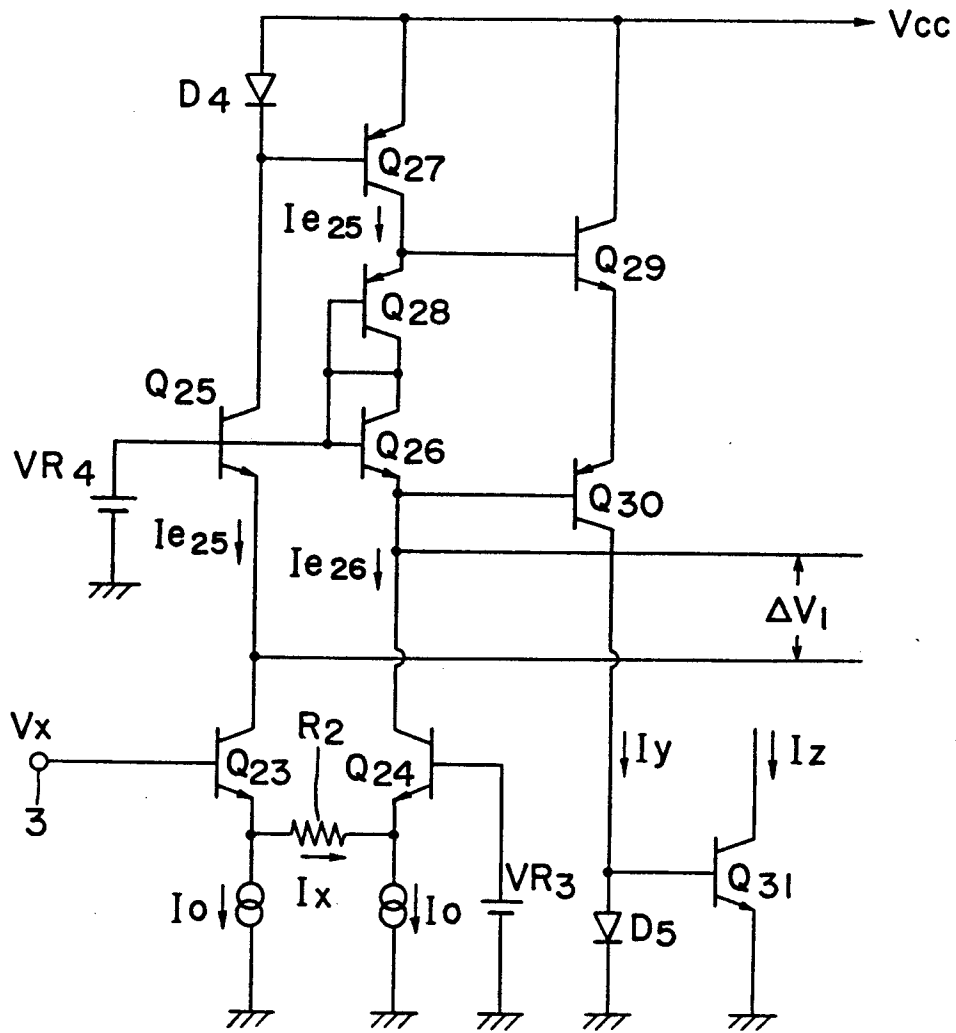 Vcc
D4
Q27
Ie25
Q29
Q28
Q25
Q26
VR4
Q30
Ie25
Ie26
ΔV1
Vx
R2
Iy
Iz
Q23
Q24
3
Ix
VR3
Q31
Io
Io
D5